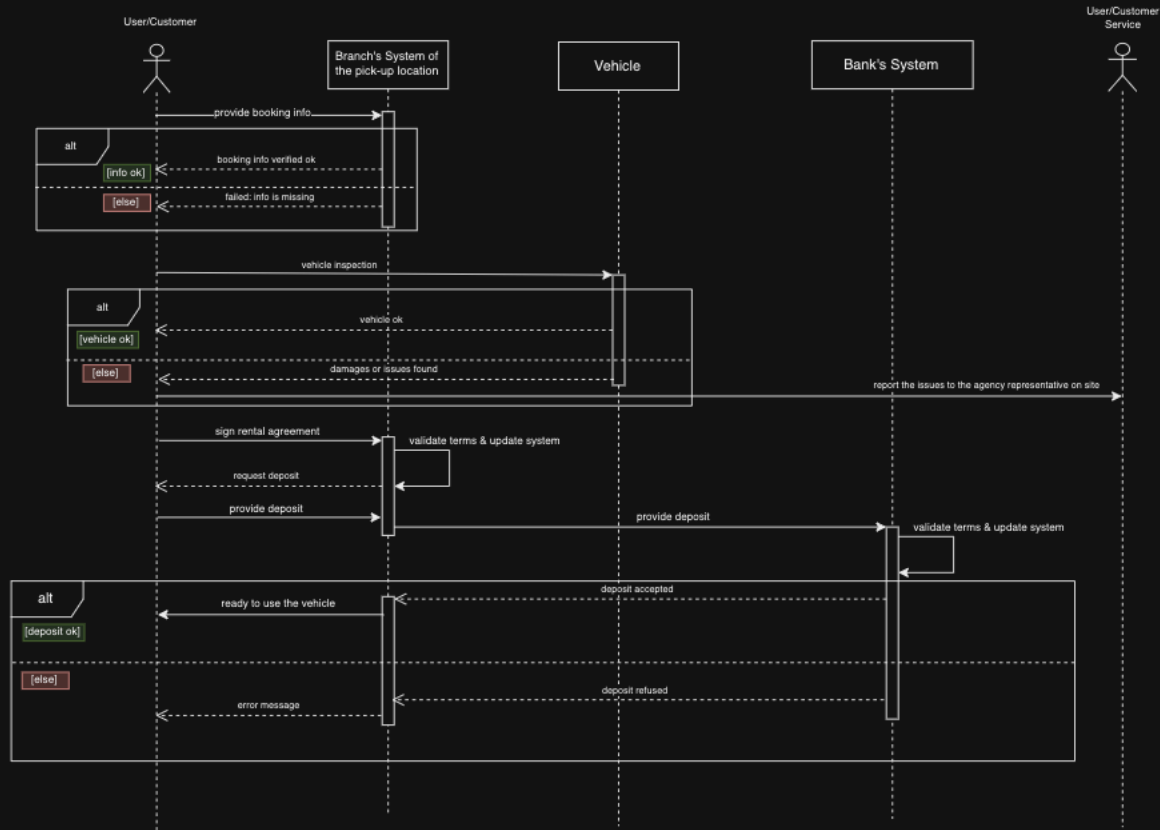 User/Customer
User/Customer
Service
Branch's System of
the pick-up location
Vehicle
Bank's System
provide booking info
alt
booking info verified ok
[info ok]
failed: info is missing
[else]
vehicle inspection
alt
vehicle ok
[vehicle ok]
damages or issues found
[else]
report the issues to the agency representative on site
sign rental agreement
validate terms & update system
request deposit
provide deposit
provide deposit
validate terms & update system
alt
deposit accepted
ready to use the vehicle
[deposit ok]
[else]
deposit refused
error message